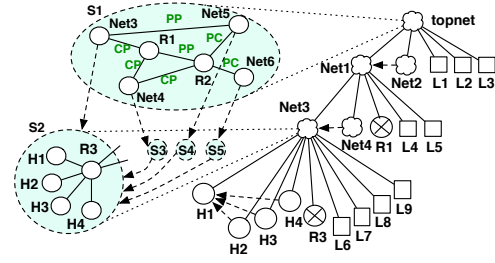 S1
Net3
PP
Net5
CP
R1
PP
PC
CP
R2
PC
Net6
CP
Net4
topnet
Net1
Net2
L1
L2
L3
Net3
Net4
R1
L4
L5
S2
R3
S3
S4
S5
H1
H2
H3
H4
H1
H2
H3
H4
R3
L6
L7
L8
L9